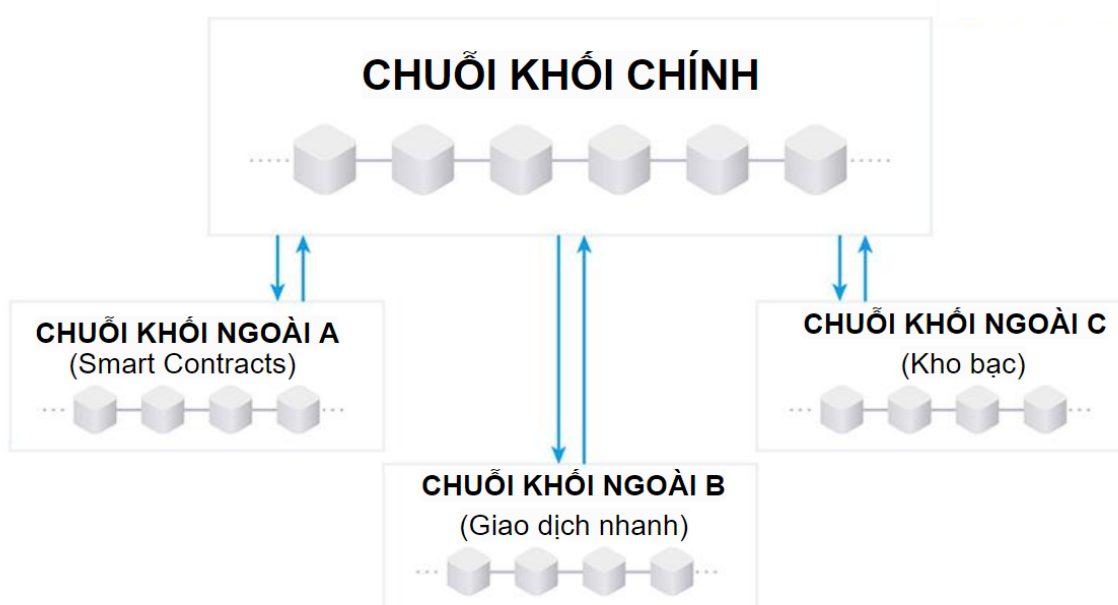 CHUỖI KHỐI CHÍNH
CHUỖI KHỐI NGOÀI A
(Smart Contracts)
CHUỖI KHỐI NGOÀI C
(Kho bạc)
CHUỖI KHỐI NGOÀI B
(Giao dịch nhanh)